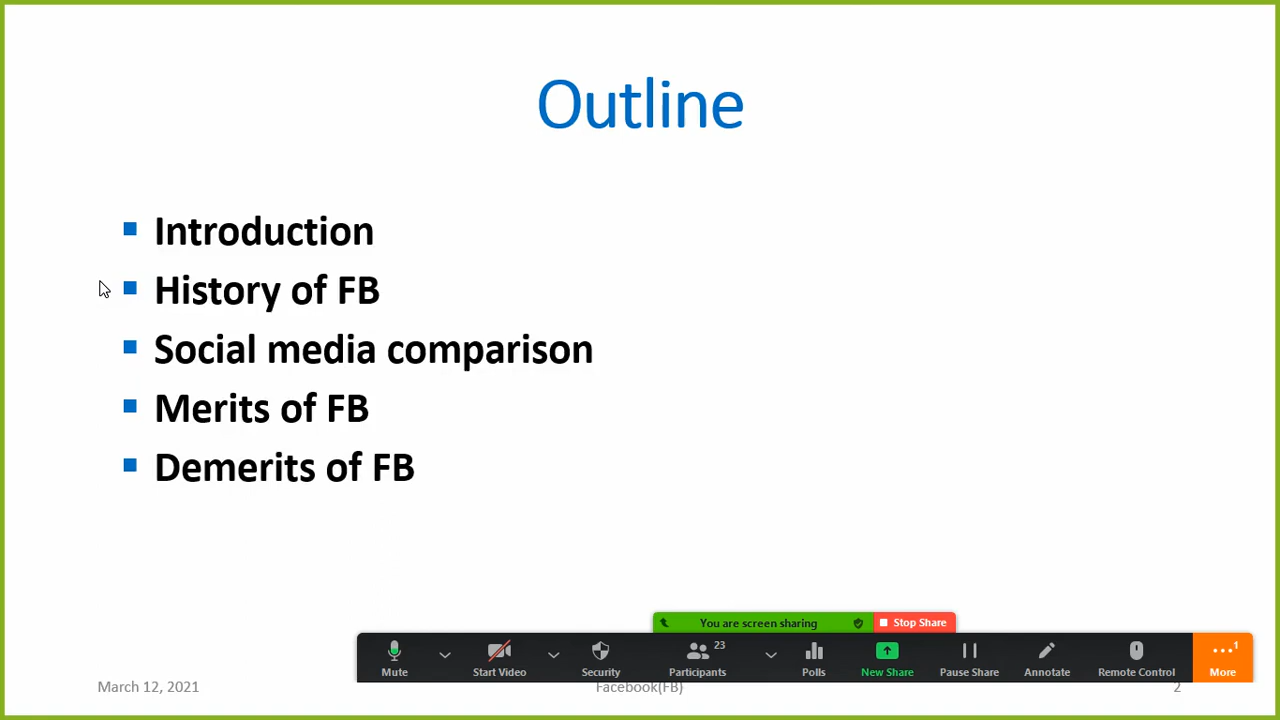 Outline
Introduction
History of FB
Social media comparison
Merits of FB
Demerits of FB
You are screen sharing Stop Share
Mute Start Video Security Participants 23 Polls New Share Pause Share Annotate Remote Control More 1
March 12, 2021 Facebook(FB) 2